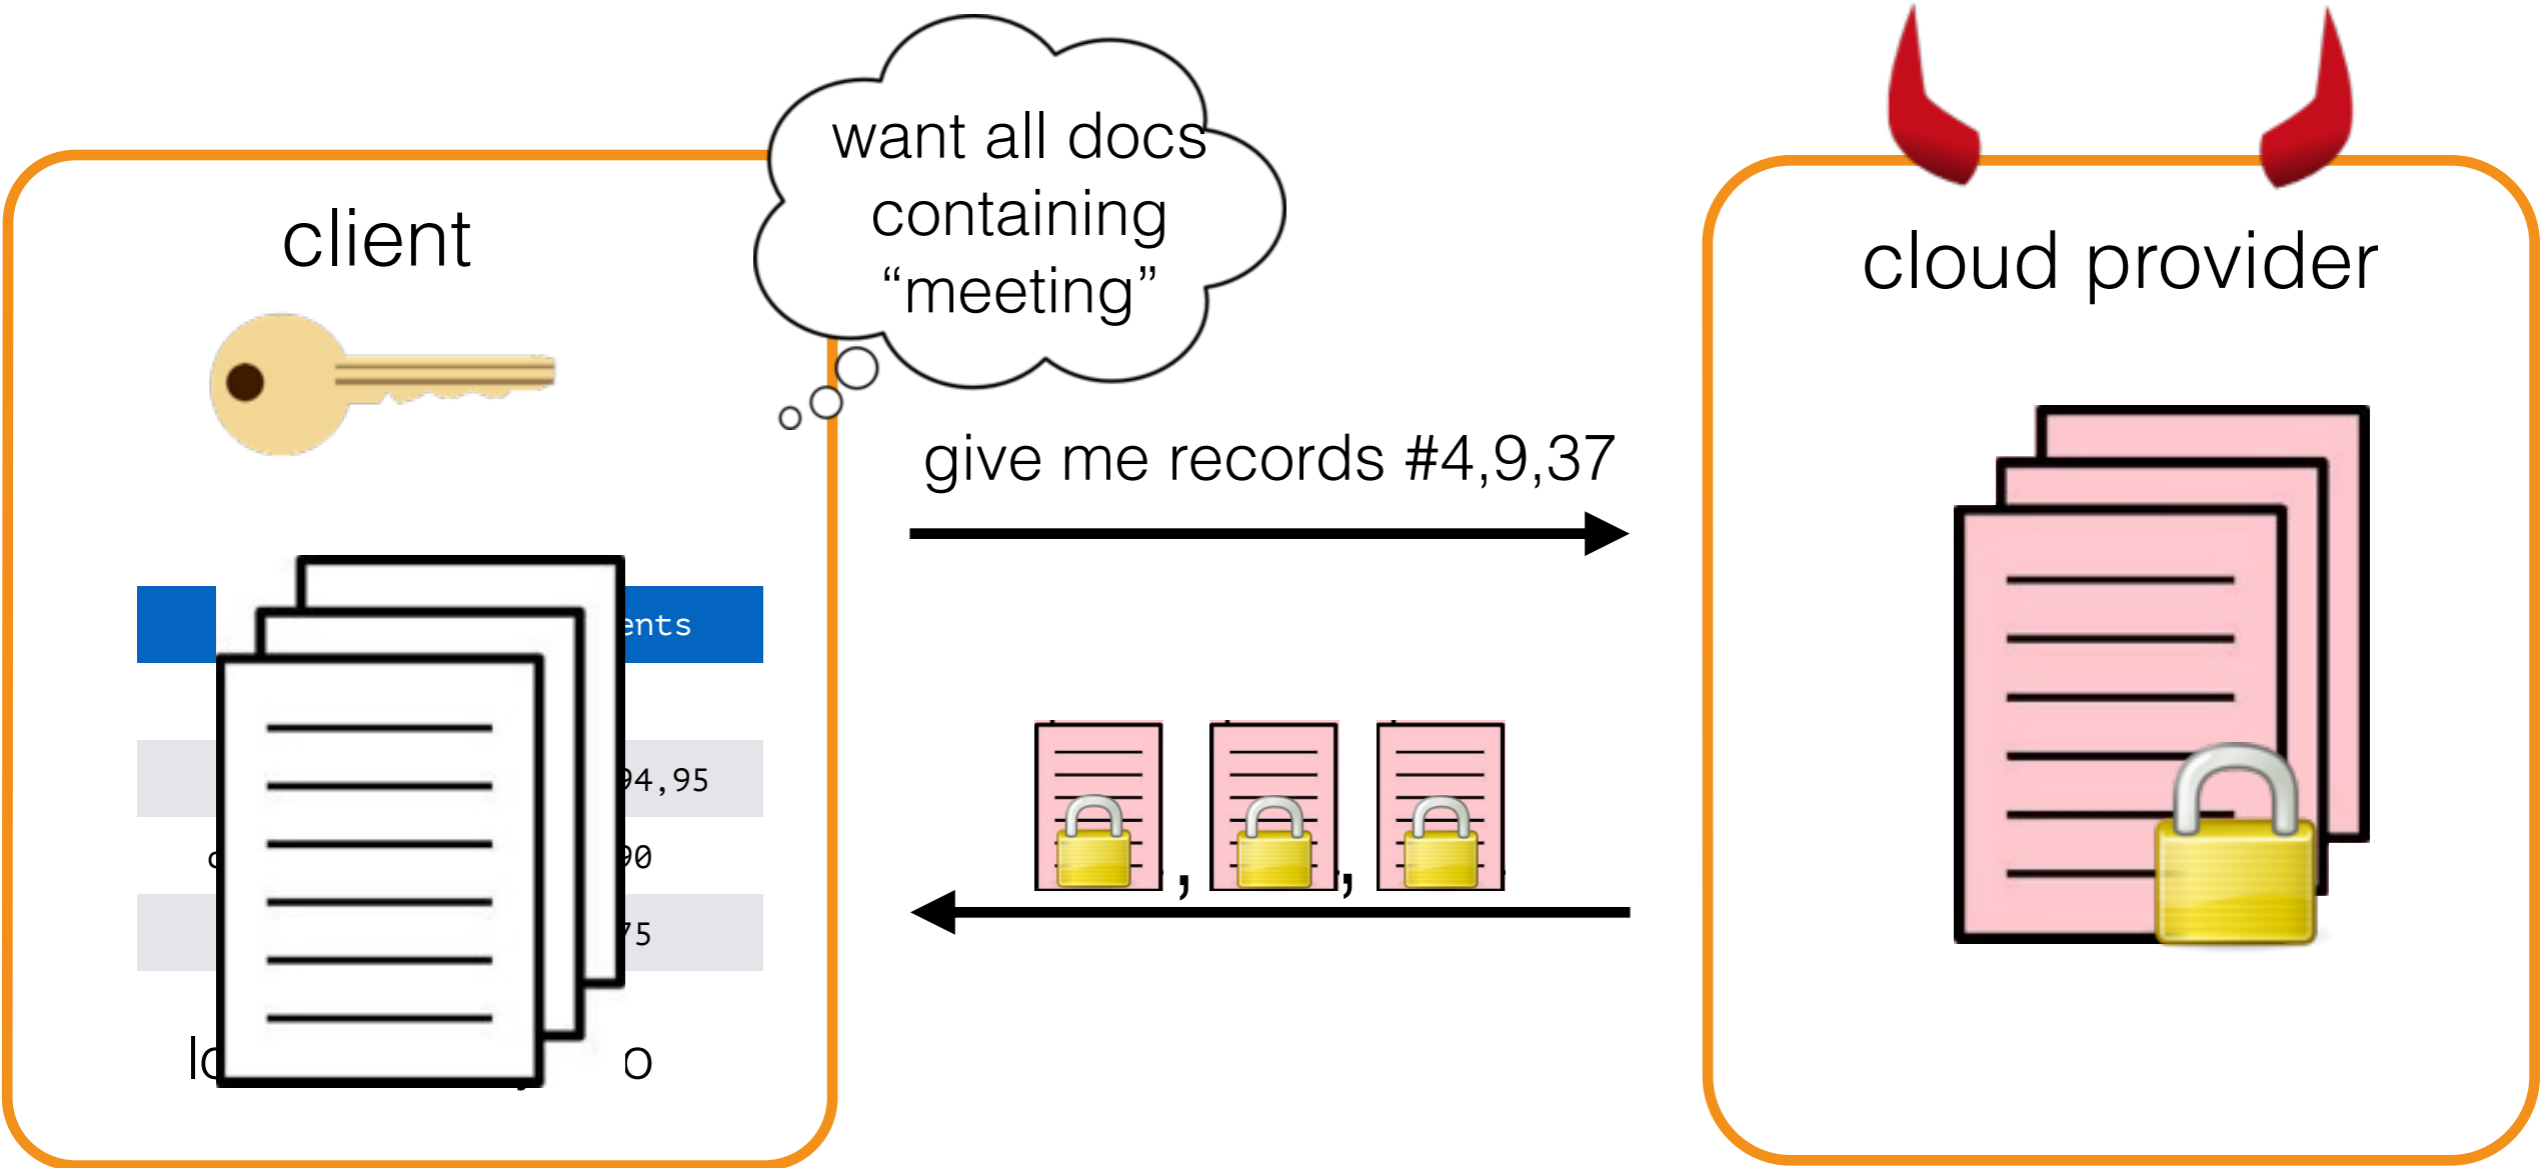 want all docs
containing
“meeting”
client
cloud provider
give me records #4,9,37
, ,